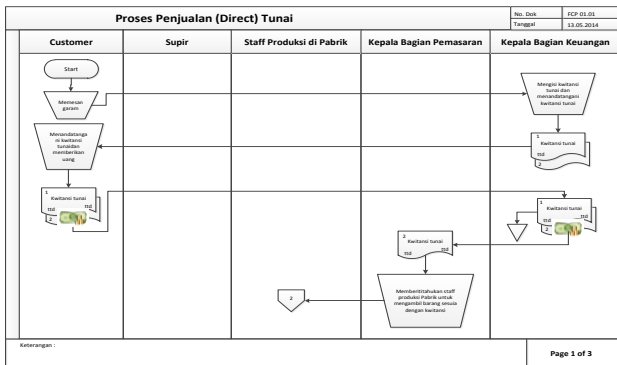 Proses Penjualan (Direct) Tunai
No. Dok
FCP 01.01
Tanggal
13.05.2014
Customer
Supir
Staff Produksi di Pabrik
Kepala Bagian Pemasaran
Kepala Bagian Keuangan
Start
Memesan
garam
Mengisi kwitansi
tunai dan
menandatangani
kwitansi tunai
Menandatanga
ni kwitansi
tunaidan
memberikan
uang
1
Kwitansi tunai
ttd
2
1
Kwitansi tunai
ttd
ttd
2
1
Kwitansi tunai
ttd
ttd
2
2
Kwitansi tunai
ttd
ttd
Memberititahukan staff
produksi Pabrik untuk
mengambil barang sesuia
dengan kwitansi
2
Keterangan :
Page 1 of 3